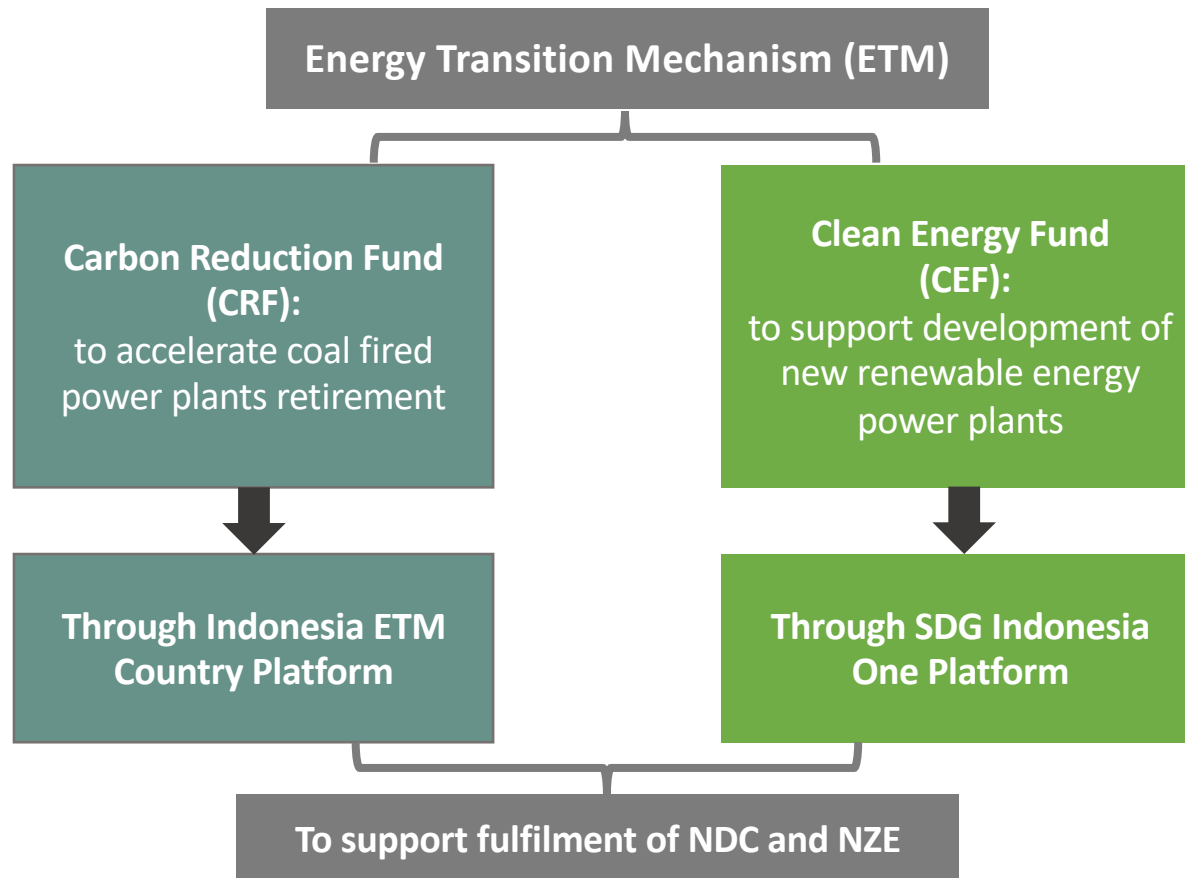 Energy Transition Mechanism (ETM)
Carbon Reduction Fund
(CRF):
to accelerate coal fired
power plants retirement
Clean Energy Fund
(CEF):
to support development of
new renewable energy
power plants
Through Indonesia ETM
Country Platform
Through SDG Indonesia
One Platform
To support fulfilment of NDC and NZE